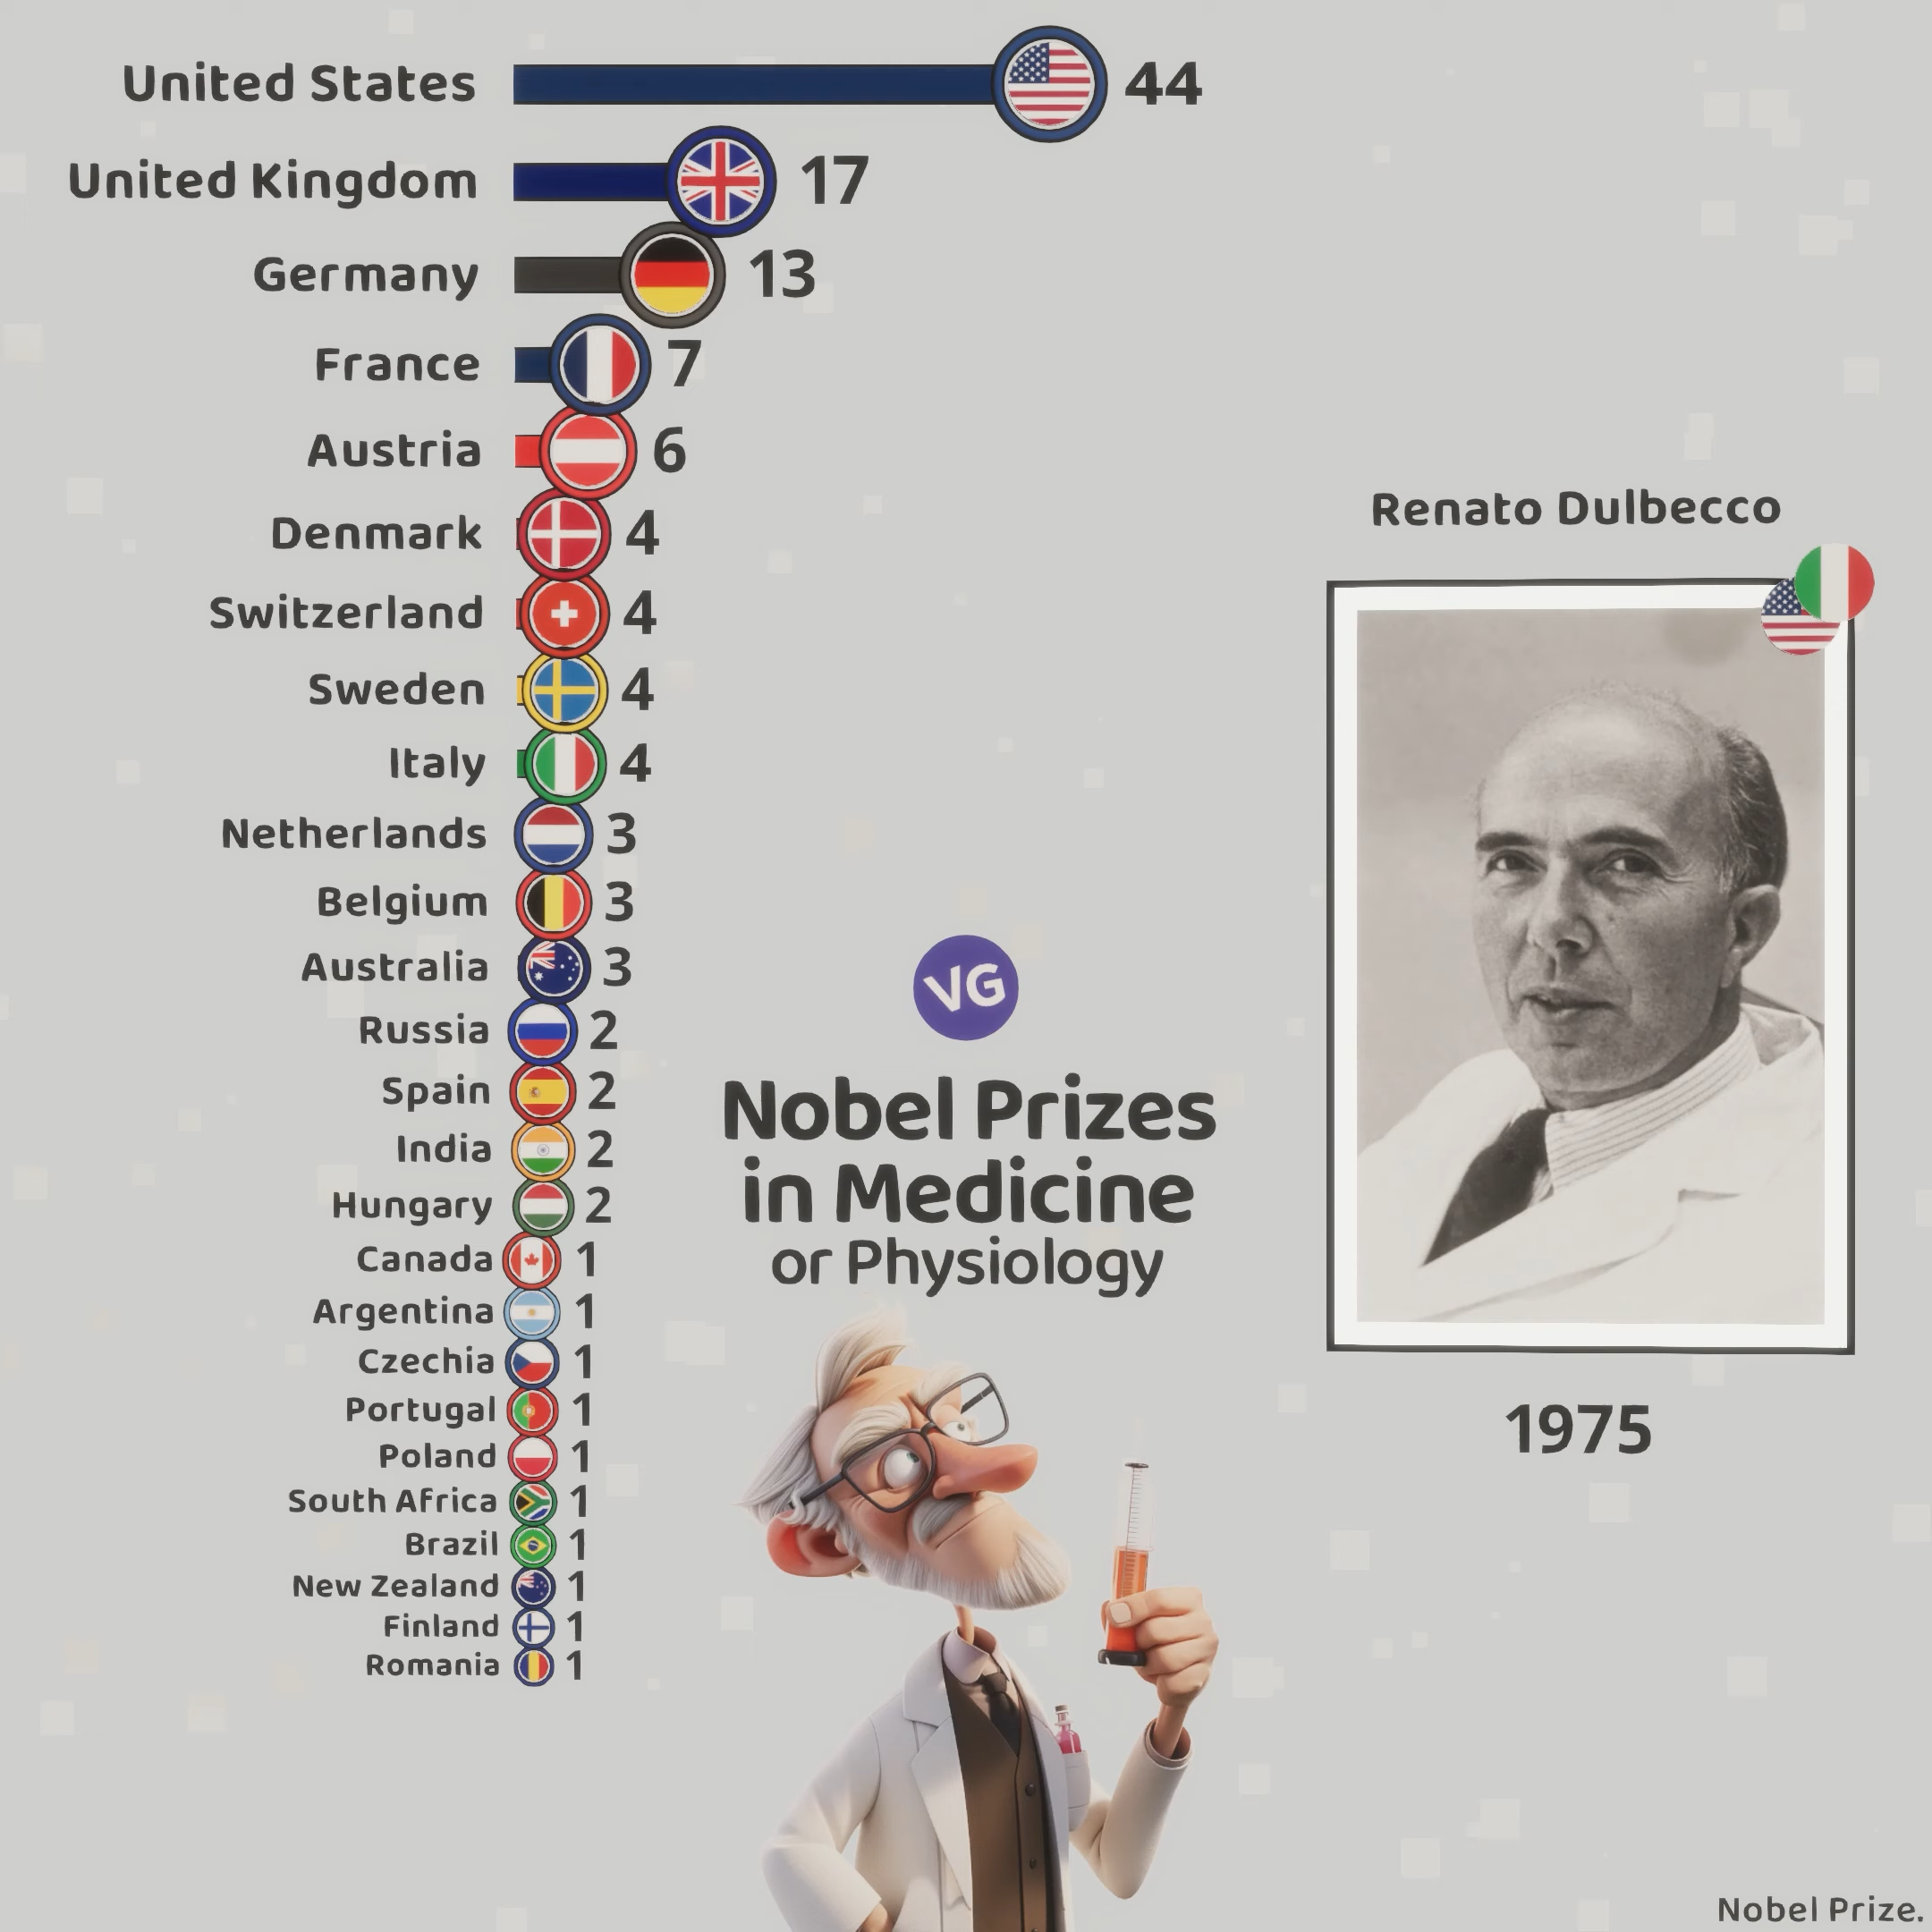 United States 44
United Kingdom 17
Germany 13
France 7
Austria 6
Denmark 4
Switzerland 4
Sweden 4
Italy 4
Netherlands 3
Belgium 3
Australia 3
Russia 2
Spain 2
India 2
Hungary 2
Canada 1
Argentina 1
Czechia 1
Portugal 1
Poland 1
South Africa 1
Brazil 1
New Zealand 1
Finland 1
Romania 1
VG
Nobel Prizes
in Medicine
or Physiology
Renato Dulbecco
1975
Nobel Prize.